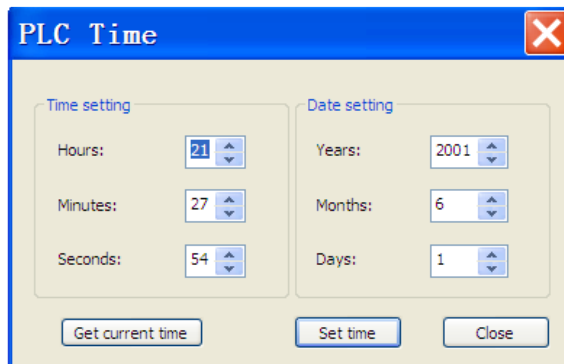 PLC Time
Time setting
Date setting
Hours: 21
Years: 2001
Minutes: 27
Months: 6
Seconds: 54
Days: 1
Get current time
Set time
Close